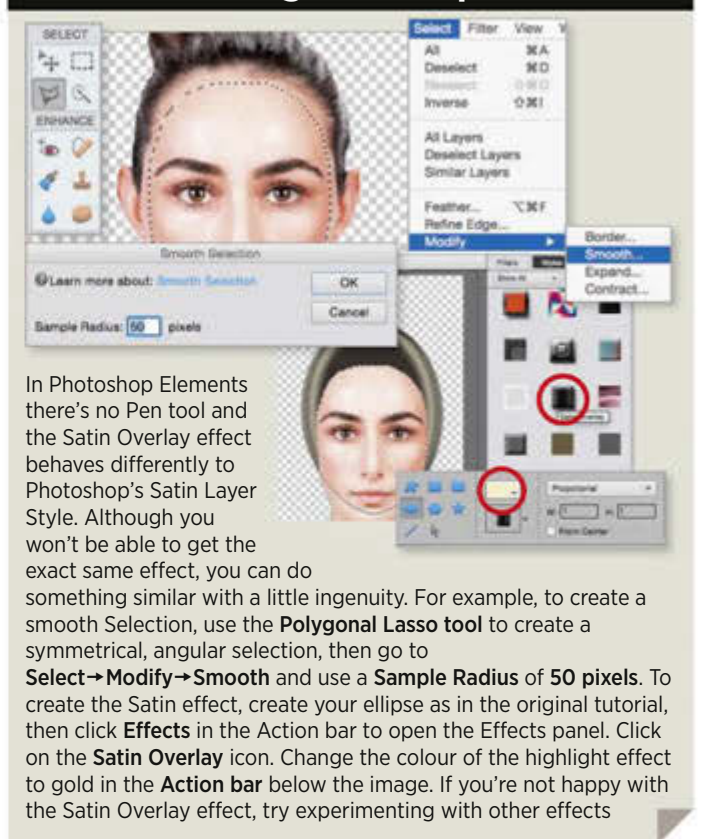 SELECT
ENHANCE
Select Filter View
All ⌘A
Deselect ⌘D
Inverse ⇧⌘I
All Layers
Deselect Layers
Similar Layers
Feather... ⌥⌘F
Refine Edge...
Modify
Border...
Smooth...
Expand...
Contract...
Smooth Selection
Learn more about: Smooth Selection
OK
Cancel
Sample Radius: 50 pixels
Show All
Proportional
W: H:
From Center
In Photoshop Elements
there’s no Pen tool and
the Satin Overlay effect
behaves differently to
Photoshop’s Satin Layer
Style. Although you
won’t be able to get the
exact same effect, you can do
something similar with a little ingenuity. For example, to create a
smooth Selection, use the Polygonal Lasso tool to create a
symmetrical, angular selection, then go to
Select→Modify→Smooth and use a Sample Radius of 50 pixels. To
create the Satin effect, create your ellipse as in the original tutorial,
then click Effects in the Action bar to open the Effects panel. Click
on the Satin Overlay icon. Change the colour of the highlight effect
to gold in the Action bar below the image. If you’re not happy with
the Satin Overlay effect, try experimenting with other effects